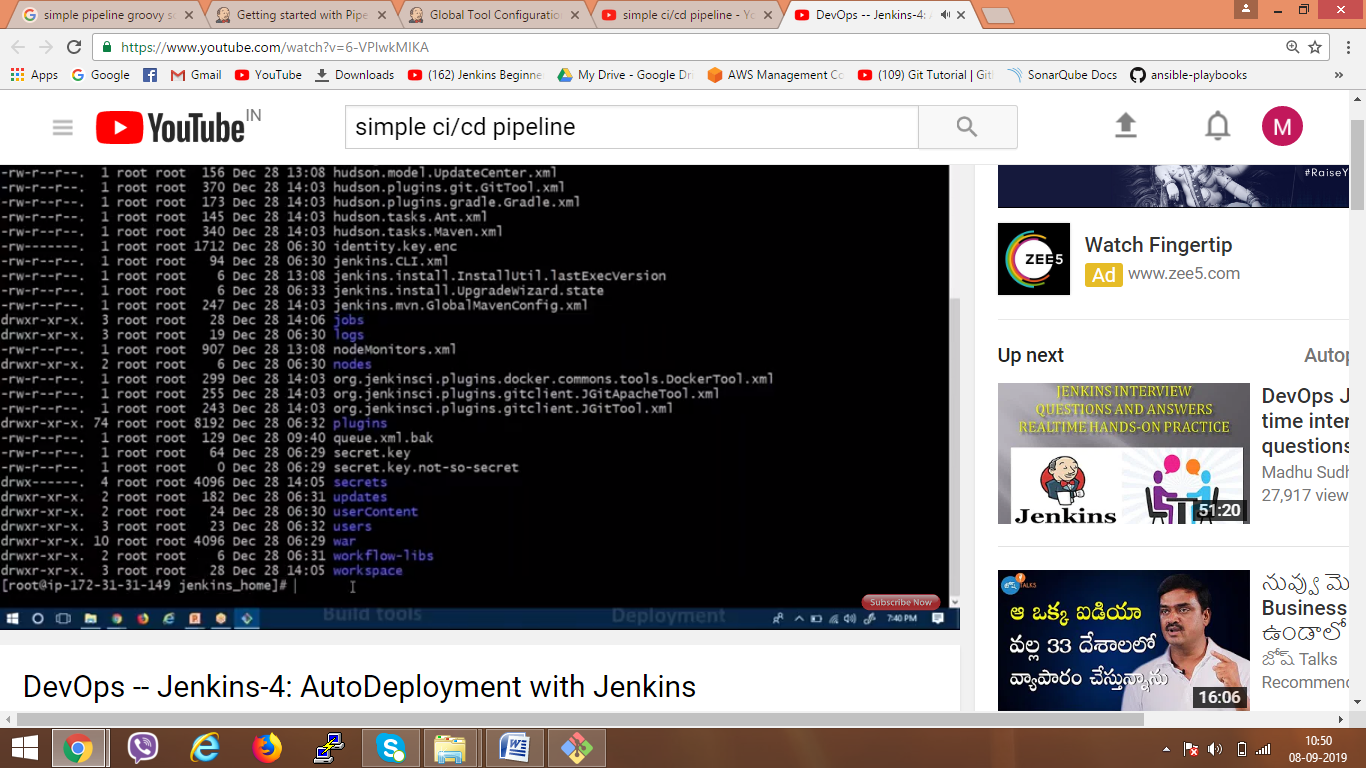 simple pipeline groovy s
Getting started with Pipe
Global Tool Configuratio
simple ci/cd pipeline - Yo
DevOps -- Jenkins-4: A
https://www.youtube.com/watch?v=6-VPlwkMIKA
Apps Google Gmail YouTube Downloads (162) Jenkins Beginne My Drive - Google Dri AWS Management Co (109) Git Tutorial | Git SonarQube Docs ansible-playbooks »
YouTube IN
simple ci/cd pipeline
M
-rw-r--r--. 1 root root 156 Dec 28 13:08 hudson.model.UpdateCenter.xml
-rw-r--r--. 1 root root 370 Dec 28 14:03 hudson.plugins.git.GitTool.xml
-rw-r--r--. 1 root root 173 Dec 28 14:03 hudson.plugins.gradle.Gradle.xml
-rw-r--r--. 1 root root 145 Dec 28 14:03 hudson.tasks.Ant.xml
-rw-r--r--. 1 root root 340 Dec 28 14:03 hudson.tasks.Maven.xml
-rw-------. 1 root root 1712 Dec 28 06:30 identity.key.enc
-rw-r--r--. 1 root root 94 Dec 28 06:30 jenkins.CLI.xml
-rw-r--r--. 1 root root 6 Dec 28 13:08 jenkins.install.InstallUtil.lastExecVersion
-rw-r--r--. 1 root root 6 Dec 28 06:33 jenkins.install.UpgradeWizard.state
-rw-r--r--. 1 root root 247 Dec 28 14:03 jenkins.mvn.GlobalMavenConfig.xml
drwxr-xr-x. 3 root root 28 Dec 28 14:06 jobs
drwxr-xr-x. 3 root root 19 Dec 28 06:30 logs
-rw-r--r--. 1 root root 907 Dec 28 13:08 nodeMonitors.xml
drwxr-xr-x. 2 root root 6 Dec 28 06:30 nodes
-rw-r--r--. 1 root root 299 Dec 28 14:03 org.jenkinsci.plugins.docker.commons.tools.DockerTool.xml
-rw-r--r--. 1 root root 255 Dec 28 14:03 org.jenkinsci.plugins.gitclient.JGitApacheTool.xml
-rw-r--r--. 1 root root 243 Dec 28 14:03 org.jenkinsci.plugins.gitclient.JGitTool.xml
drwxr-xr-x. 74 root root 8192 Dec 28 06:32 plugins
-rw-r--r--. 1 root root 129 Dec 28 09:40 queue.xml.bak
-rw-r--r--. 1 root root 64 Dec 28 06:29 secret.key
-rw-r--r--. 1 root root 0 Dec 28 06:29 secret.key.not-so-secret
drwx------. 4 root root 4096 Dec 28 14:05 secrets
drwxr-xr-x. 2 root root 182 Dec 28 06:31 updates
drwxr-xr-x. 2 root root 24 Dec 28 06:30 userContent
drwxr-xr-x. 3 root root 23 Dec 28 06:32 users
drwxr-xr-x. 10 root root 4096 Dec 28 06:29 war
drwxr-xr-x. 2 root root 6 Dec 28 06:31 workflow-libs
drwxr-xr-x. 3 root root 28 Dec 28 14:05 workspace
[root@ip-172-31-31-149 jenkins_home]#
Subscribe Now
Build tools Deployment
7:40 PM
DevOps -- Jenkins-4: AutoDeployment with Jenkins
#RaiseY
ZEE5
Watch Fingertip
Ad www.zee5.com
Up next Autop
JENKINS INTERVIEW
QUESTIONS AND ANSWERS
REALTIME HANDS-ON PRACTICE
Jenkins
51:20
DevOps J
time inter
questions
Madhu Sudh
27,917 view
TALKS
ఆ ఒక్క ఐడియా
వల్ల 33 దేశాలలో
వ్యాపారం చేస్తున్నాను
16:06
నువ్వు మె
Business
ఉండాలో
జోష్ Talks
Recommend
10:50
08-09-2019